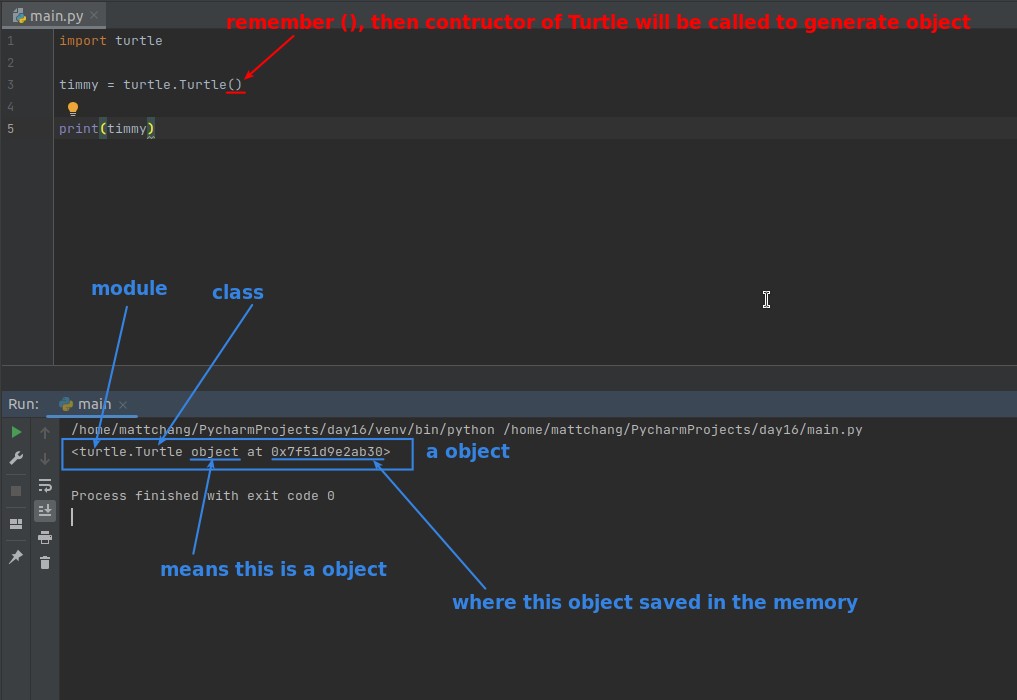 main.py
remember (), then contructor of Turtle will be called to generate object
1 import turtle
2
3 timmy = turtle.Turtle()
4
5 print(timmy)
module
class
Run: main
/home/mattchang/PycharmProjects/day16/venv/bin/python /home/mattchang/PycharmProjects/day16/main.py
<turtle.Turtle object at 0x7f51d9e2ab30>
a object
Process finished with exit code 0
means this is a object
where this object saved in the memory